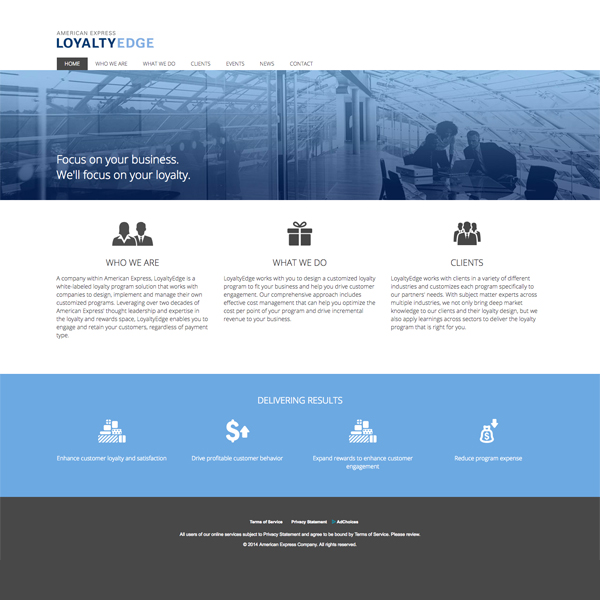 AMERICAN EXPRESS
LOYALTYEDGE
HOME WHO WE ARE WHAT WE DO CLIENTS EVENTS NEWS CONTACT
Focus on your business.
We'll focus on your loyalty.
WHO WE ARE
A company within American Express, LoyaltyEdge is a
white-labeled loyalty program solution that works with
companies to design, implement and manage their own
customized programs. Leveraging over two decades of
American Express' thought leadership and expertise in
the loyalty and rewards space, LoyaltyEdge enables you to
engage and retain your customers, regardless of payment
type.
WHAT WE DO
LoyaltyEdge works with you to design a customized loyalty
program to fit your business and help you drive customer
engagement. Our comprehensive approach includes
effective cost management that can help you optimize the
cost per point of your program and drive incremental
revenue to your business.
CLIENTS
LoyaltyEdge works with clients in a variety of different
industries and customizes each program specifically to
our partners' needs. With subject matter experts across
multiple industries, we not only bring deep market
knowledge to our clients and their loyalty design, but we
also apply learnings across sectors to deliver the loyalty
program that is right for you.
DELIVERING RESULTS
Enhance customer loyalty and satisfaction
Drive profitable customer behavior
Expand rewards to enhance customer
engagement
Reduce program expense
Terms of Service Privacy Statement AdChoices
All users of our online services subject to Privacy Statement and agree to be bound by Terms of Service. Please review.
© 2014 American Express Company. All rights reserved.